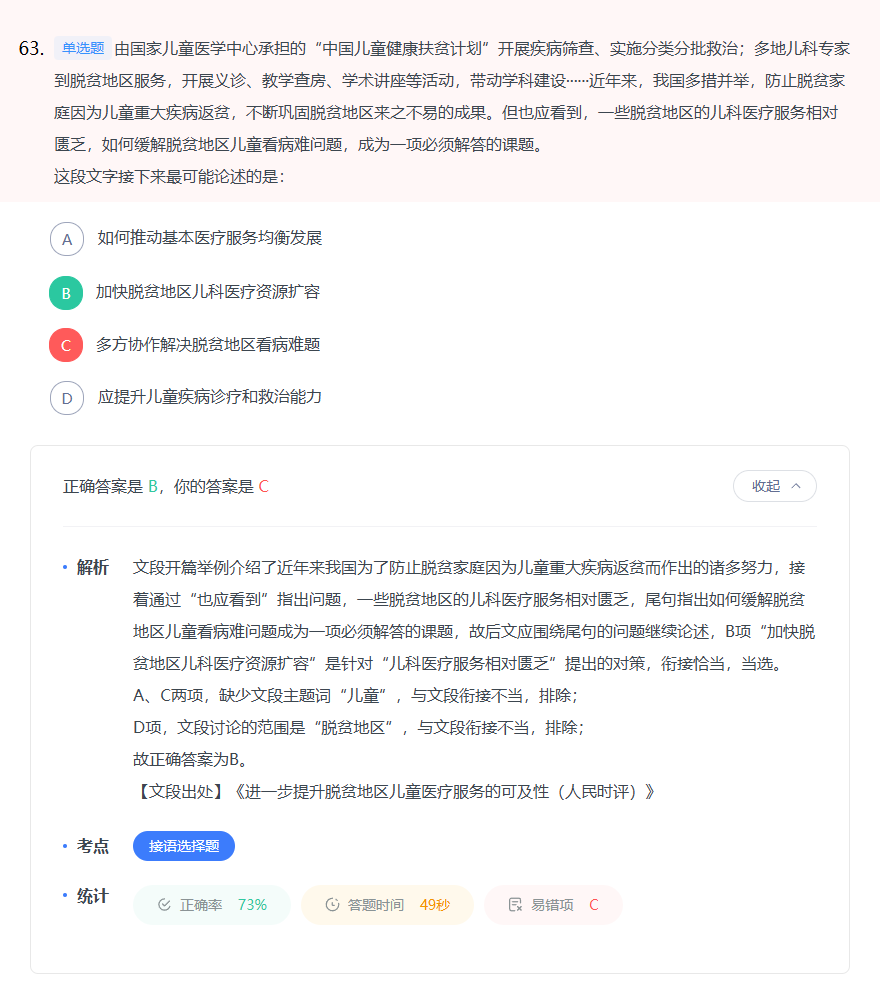 63. 单选题 由国家儿童医学中心承担的“中国儿童健康扶贫计划”开展疾病筛查、实施分类分批救治；多地儿科专家
到脱贫地区服务，开展义诊、教学查房、学术讲座等活动，带动学科建设……近年来，我国多措并举，防止脱贫家
庭因为儿童重大疾病返贫，不断巩固脱贫地区来之不易的成果。但也应看到，一些脱贫地区的儿科医疗服务相对
匮乏，如何缓解脱贫地区儿童看病难问题，成为一项必须解答的课题。
这段文字接下来最可能论述的是：
A 如何推动基本医疗服务均衡发展
B 加快脱贫地区儿科医疗资源扩容
C 多方协作解决脱贫地区看病难题
D 应提升儿童疾病诊疗和救治能力
正确答案是 B，你的答案是 C 收起
解析 文段开篇举例介绍了近年来我国为了防止脱贫家庭因为儿童重大疾病返贫而作出的诸多努力，接
着通过“也应看到”指出问题，一些脱贫地区的儿科医疗服务相对匮乏，尾句指出如何缓解脱贫
地区儿童看病难问题成为一项必须解答的课题，故后文应围绕尾句的问题继续论述，B项“加快脱
贫地区儿科医疗资源扩容”是针对“儿科医疗服务相对匮乏”提出的对策，衔接恰当，当选。
A、C两项，缺少文段主题词“儿童”，与文段衔接不当，排除；
D项，文段讨论的范围是“脱贫地区”，与文段衔接不当，排除；
故正确答案为B。
【文段出处】《进一步提升脱贫地区儿童医疗服务的可及性（人民时评）》
考点 接语选择题
统计 正确率 73% 答题时间 49秒 易错项 C